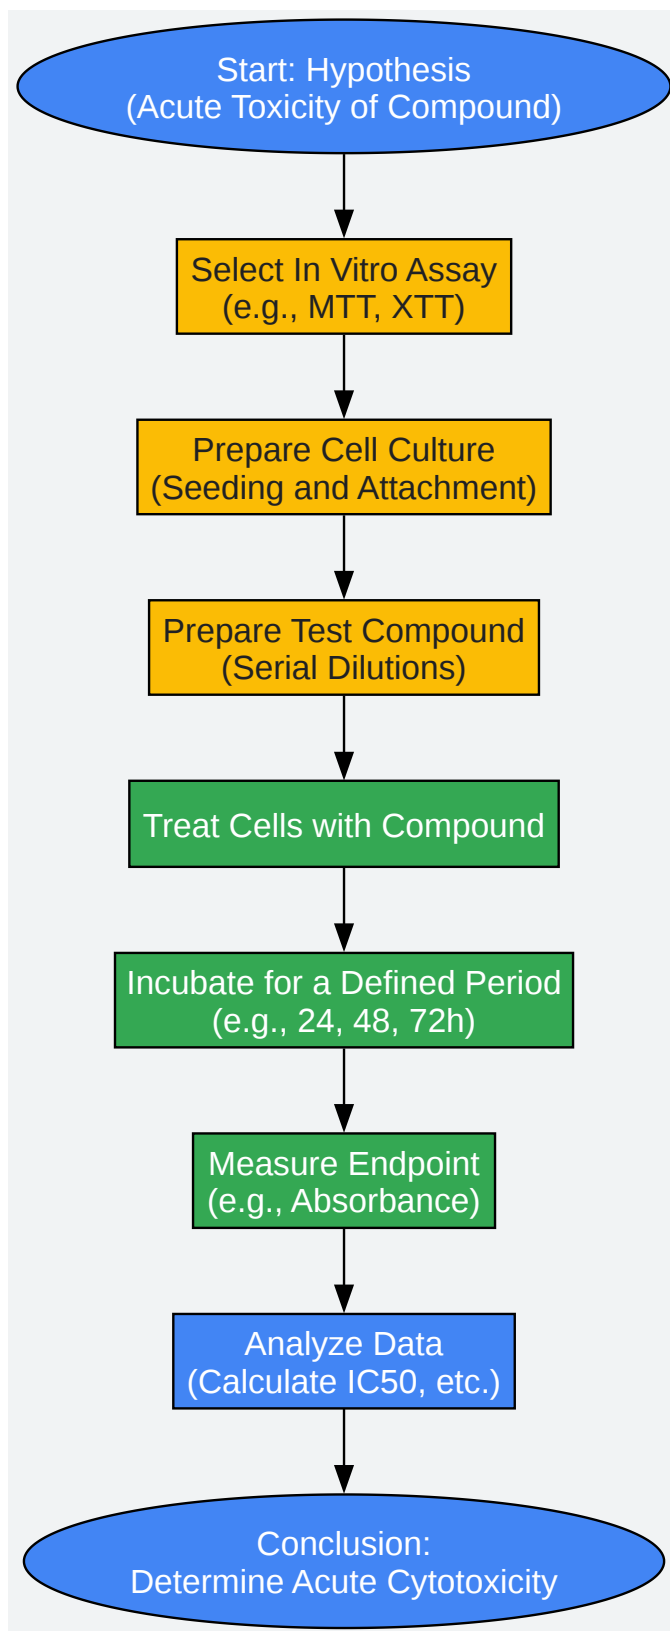 Start: Hypothesis
(Acute Toxicity of Compound)
Select In Vitro Assay
(e.g., MTT, XTT)
Prepare Cell Culture
(Seeding and Attachment)
Prepare Test Compound
(Serial Dilutions)
Treat Cells with Compound
Incubate for a Defined Period
(e.g., 24, 48, 72h)
Measure Endpoint
(e.g., Absorbance)
Analyze Data
(Calculate IC50, etc.)
Conclusion:
Determine Acute Cytotoxicity